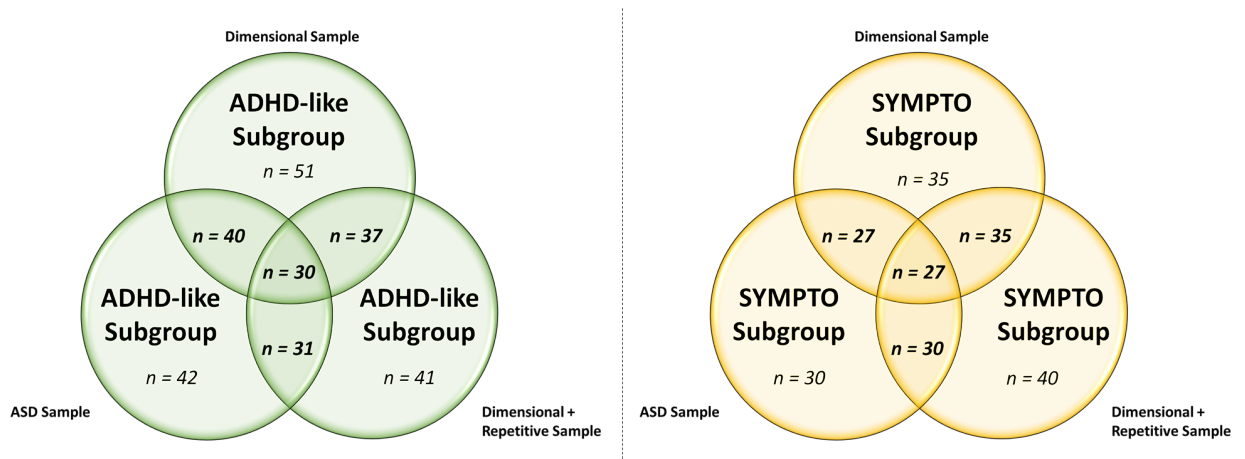 Dimensional Sample
ADHD-like
Subgroup
n = 51
n = 40
n = 37
n = 30
ADHD-like
Subgroup
n = 42
ADHD-like
Subgroup
n = 41
n = 31
ASD Sample
Dimensional +
Repetitive Sample
Dimensional Sample
SYMPTO
Subgroup
n = 35
n = 27
n = 35
n = 27
SYMPTO
Subgroup
n = 30
SYMPTO
Subgroup
n = 40
n = 30
ASD Sample
Dimensional +
Repetitive Sample